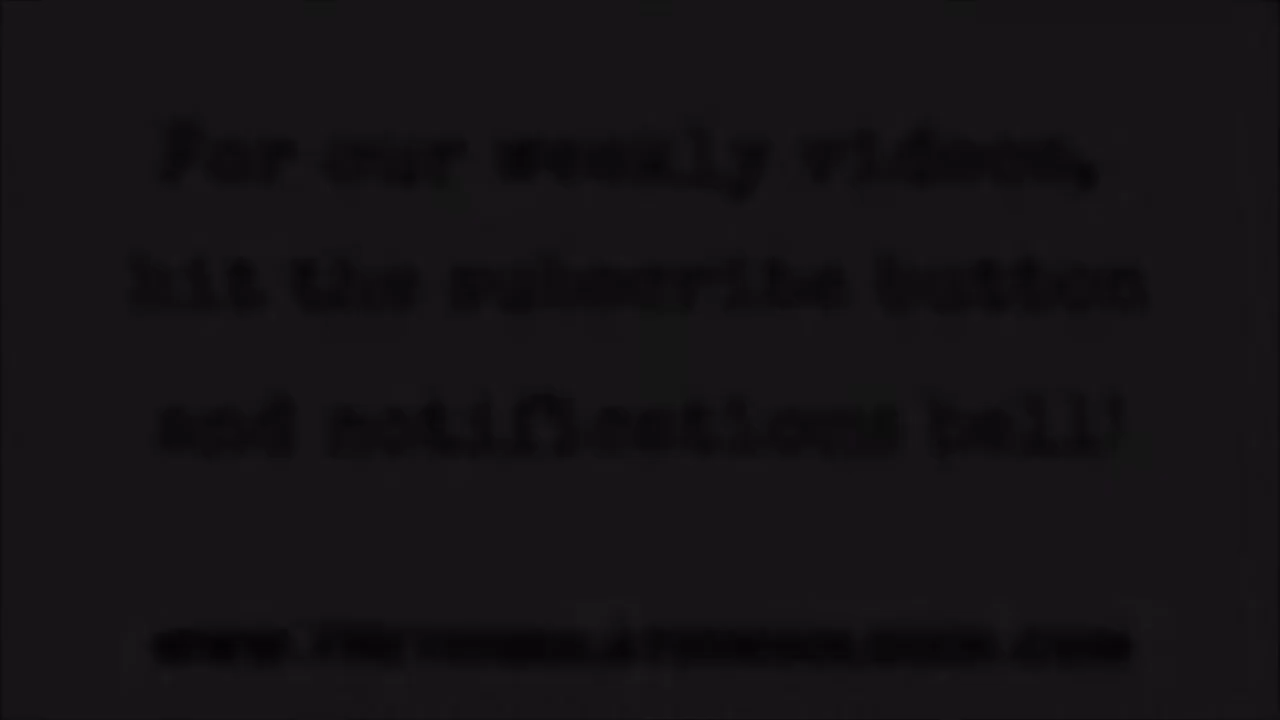 For our weekly videos,
hit the subscribe button
and notifications bell!